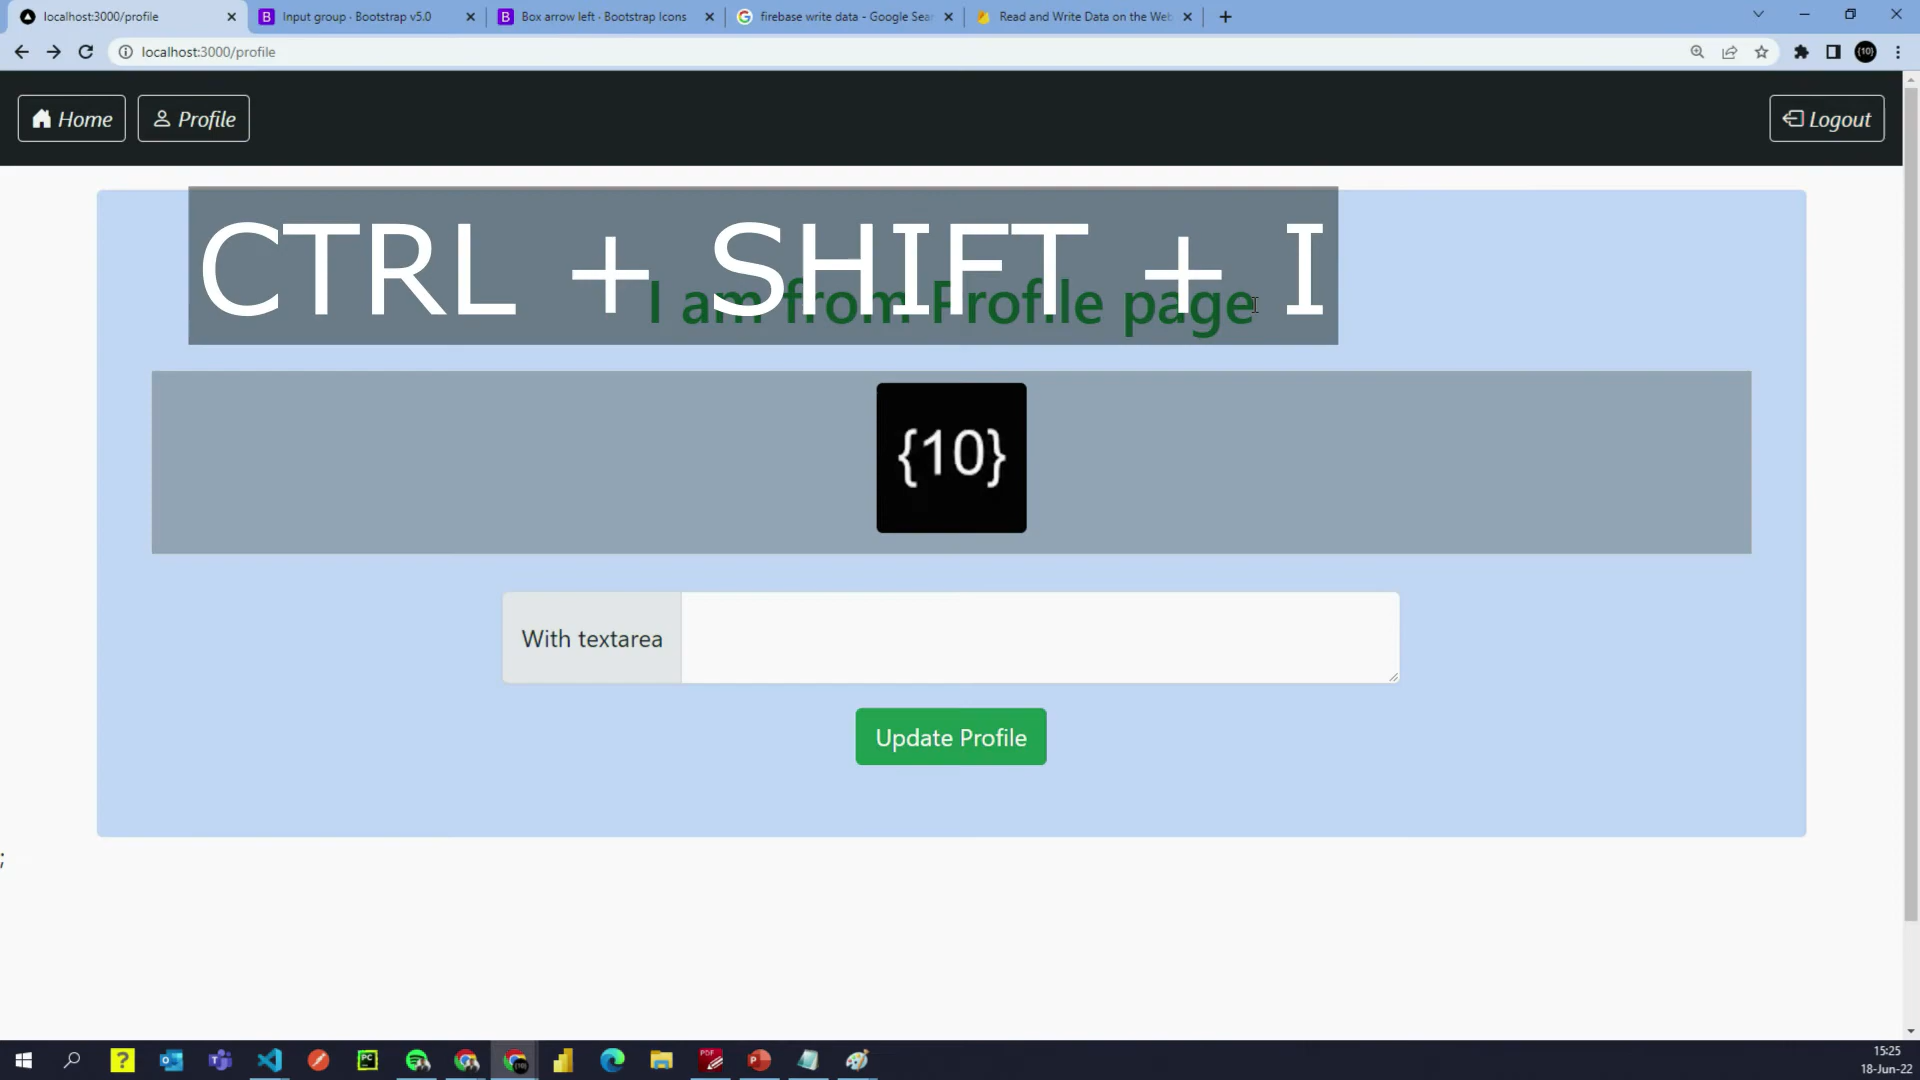 localhost:3000/profile
Input group · Bootstrap v5.0
Box arrow left · Bootstrap Icons
firebase write data - Google Sear
Read and Write Data on the Web
localhost:3000/profile
{10}
Home
Profile
Logout
CTRL + SHIFT + I
I am from Profile page
{10}
With textarea
Update Profile
;
15:25
18-Jun-22